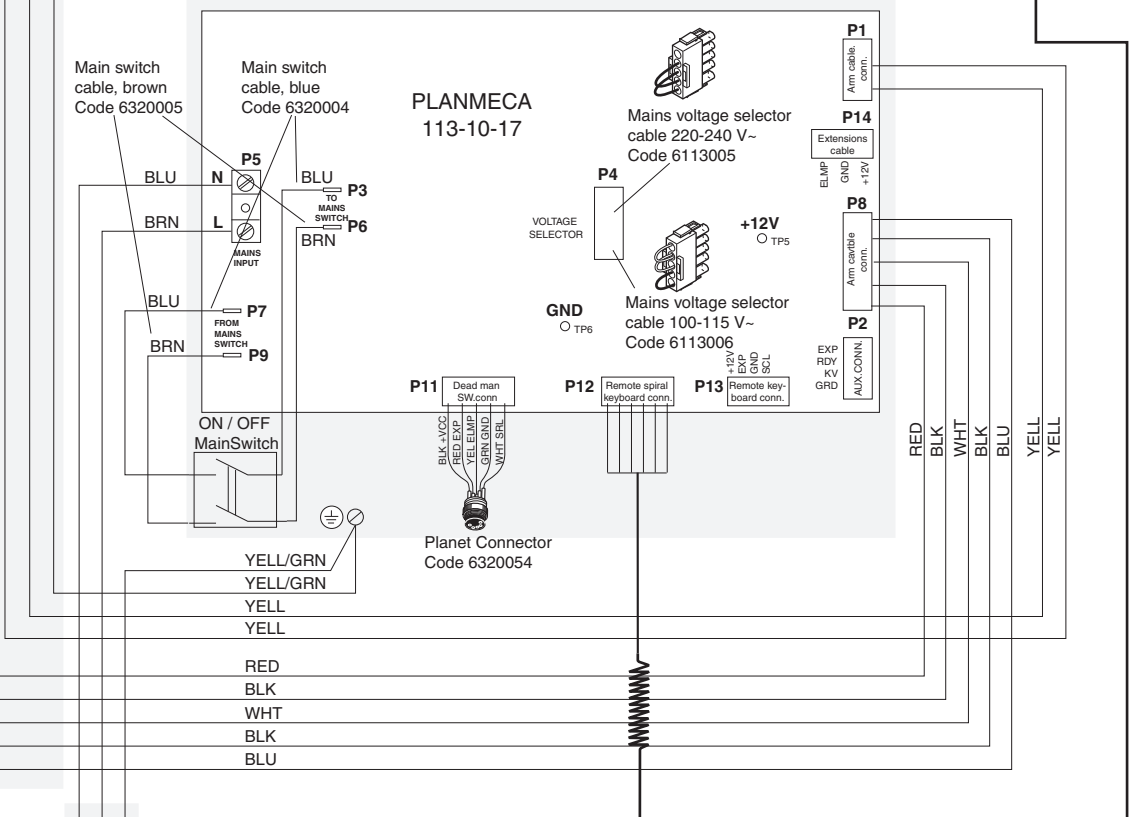 Main switch
cable, brown
Code 6320005
Main switch
cable, blue
Code 6320004
PLANMECA
113-10-17
Mains voltage selector
cable 220-240 V~
Code 6113005
P1
Arm cable.
conn.
P14
Extensions
cable
ELMP
GND
+12V
P5
BLU
N
BLU
P3
TO
MAINS
SWITCH
P6
BRN
BRN
L
MAINS
INPUT
P4
VOLTAGE
SELECTOR
+12V
TP5
P8
Arm cavtble
conn.
BLU
P7
FROM
MAINS
SWITCH
BRN
P9
GND
TP6
Mains voltage selector
cable 100-115 V~
Code 6113006
P2
EXP
RDY
KV
GRD
AUX.CONN.
P11
Dead man
SW.conn
BLK +VCC
RED EXP
YEL ELMP
GRN GND
WHT SRL
P12
Remote spiral
keyboard conn.
+12V
EXP
GND
SCL
P13
Remote key-
board conn.
ON / OFF
MainSwitch
Planet Connector
Code 6320054
RED
BLK
WHT
BLK
BLU
YELL
YELL
YELL/GRN
YELL/GRN
YELL
YELL
RED
BLK
WHT
BLK
BLU